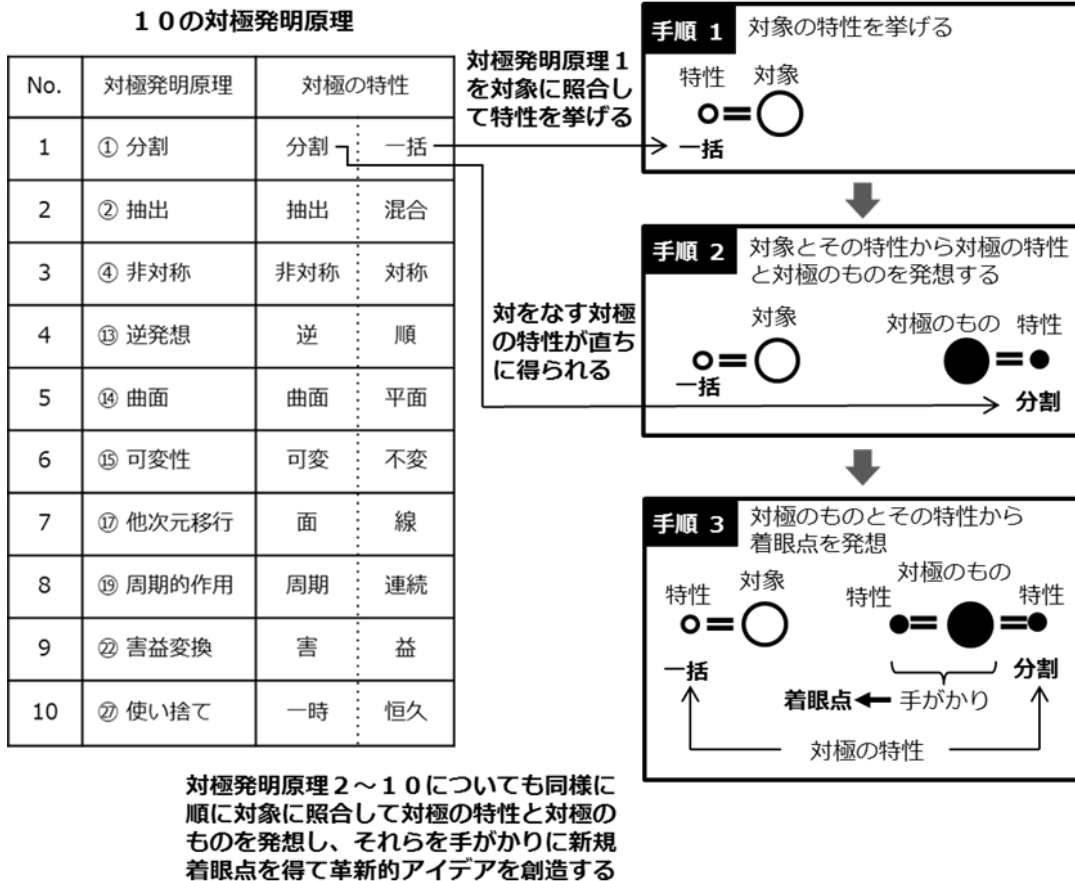 10の対極発明原理
No. 対極発明原理 対極の特性
1 ① 分割 分割 一括
2 ② 抽出 抽出 混合
3 ④ 非対称 非対称 対称
4 ⑬ 逆発想 逆 順
5 ⑭ 曲面 曲面 平面
6 ⑮ 可変性 可変 不変
7 ⑰ 他次元移行 面 線
8 ⑲ 周期的作用 周期 連続
9 ㉒ 害益変換 害 益
10 ㉗ 使い捨て 一時 恒久
対極発明原理1
を対象に照合し
て特性を挙げる
対をなす対極
の特性が直ち
に得られる
手順 1 対象の特性を挙げる
特性 対象
一括
手順 2 対象とその特性から対極の特性
と対極のものを発想する
対象 対極のもの 特性
一括
分割
手順 3 対極のものとその特性から
着眼点を発想
特性 対象 特性 対極のもの 特性
一括 分割
着眼点 手がかり
対極の特性
対極発明原理2〜10についても同様に
順に対象に照合して対極の特性と対極の
ものを発想し、それらを手がかりに新規
着眼点を得て革新的アイデアを創造する